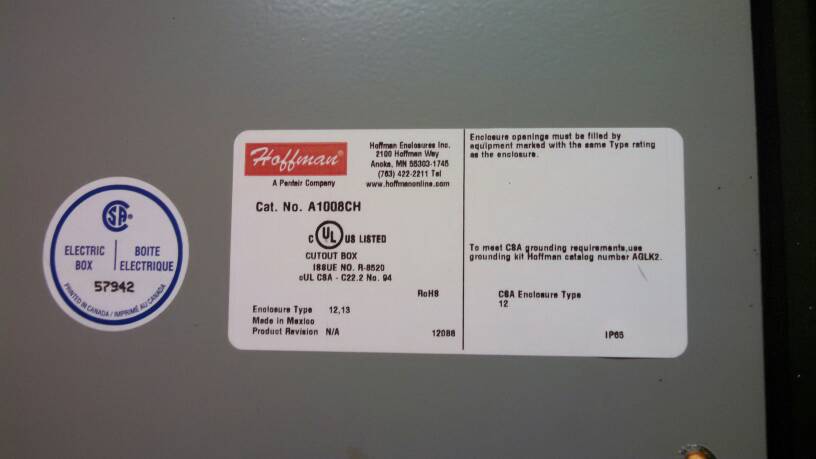 CSA®
ELECTRIC BOX
BOITE ELECTRIQUE
57942
PRINTED IN CANADA / IMPRIMÉ AU CANADA
Hoffman®
A Pentair Company
Hoffman Enclosures Inc.
2100 Hoffman Way
Anoka, MN 55303-1745
(763) 422-2211 Tel
www.hoffmanonline.com
Cat. No. A1008CH
C UL US LISTED
CUTOUT BOX
ISSUE NO. R-8520
cUL CSA - C22.2 No. 94
RoHS
Enclosure Type 12,13
Made in Mexico
Product Revision N/A
12086
Enclosure openings must be filled by
equipment marked with the same Type rating
as the enclosure.
To meet CSA grounding requirements,use
grounding kit Hoffman catalog number AGLK2.
CSA Enclosure Type
12
IP65